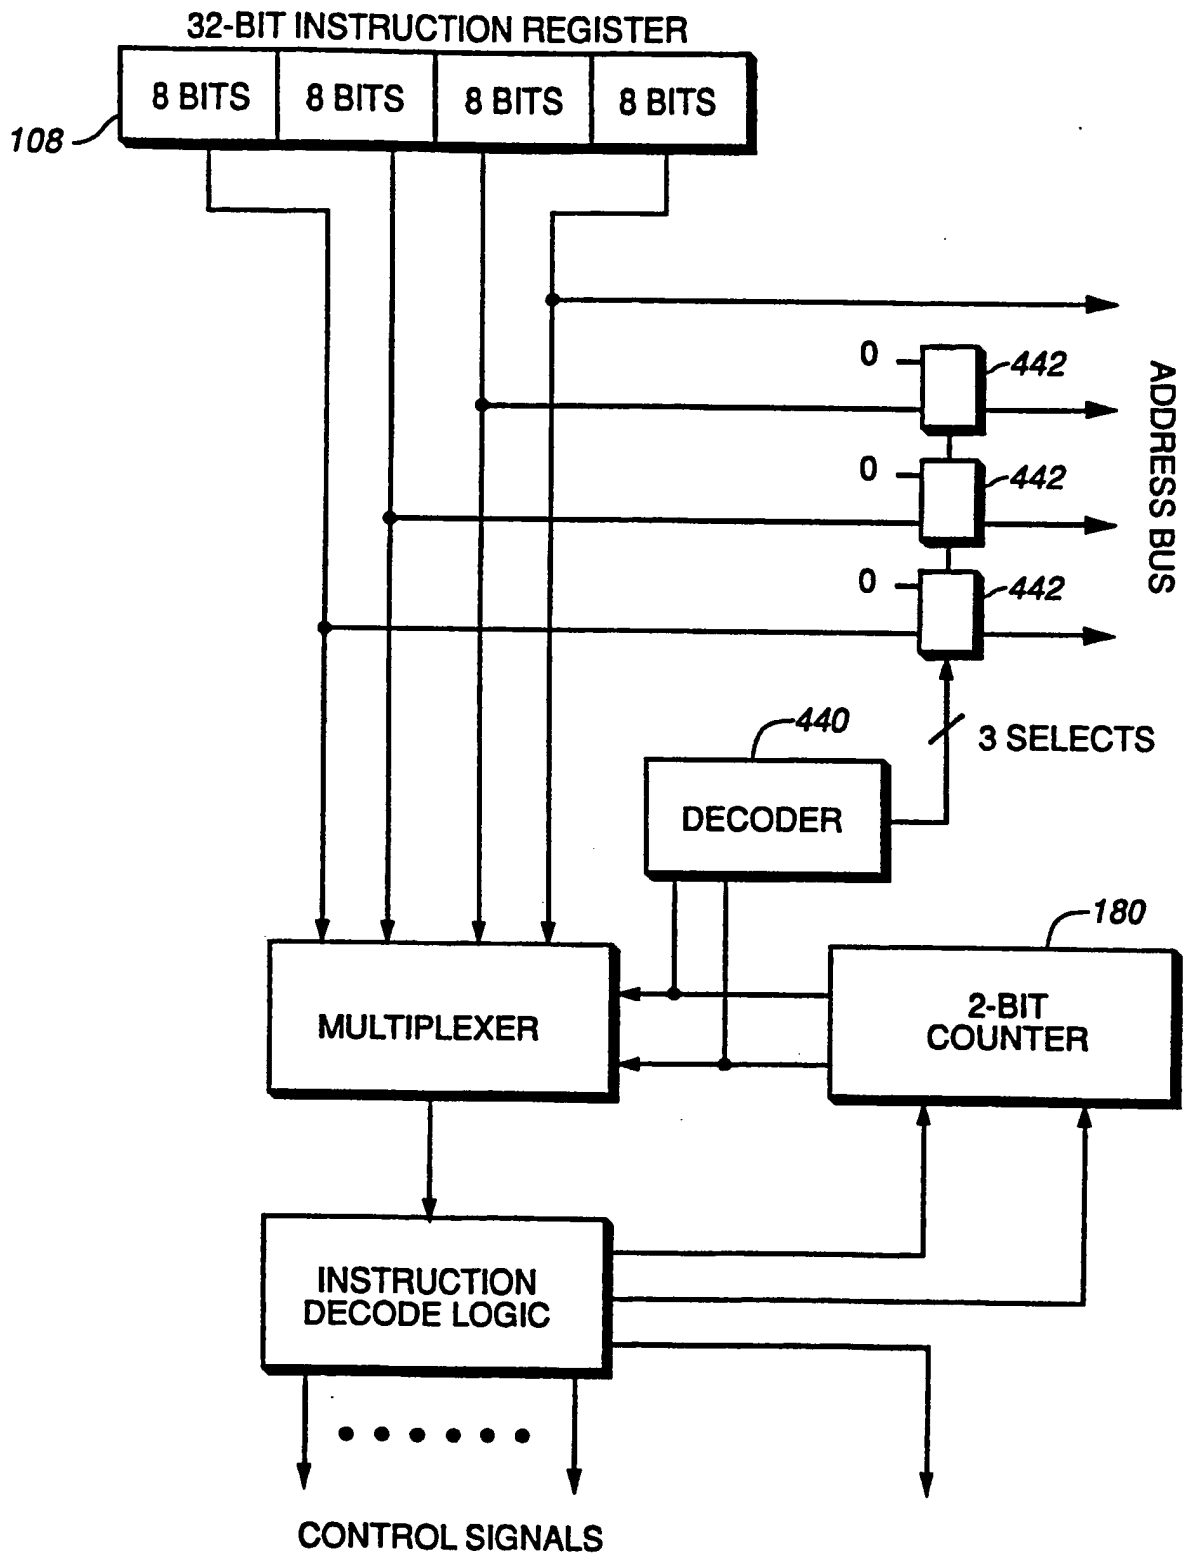 32-BIT INSTRUCTION REGISTER
8 BITS 8 BITS 8 BITS 8 BITS
108
0 442
0 442
0 442
ADDRESS BUS
3 SELECTS
440
DECODER
180
MULTIPLEXER
2-BIT
COUNTER
INSTRUCTION
DECODE LOGIC
CONTROL SIGNALS